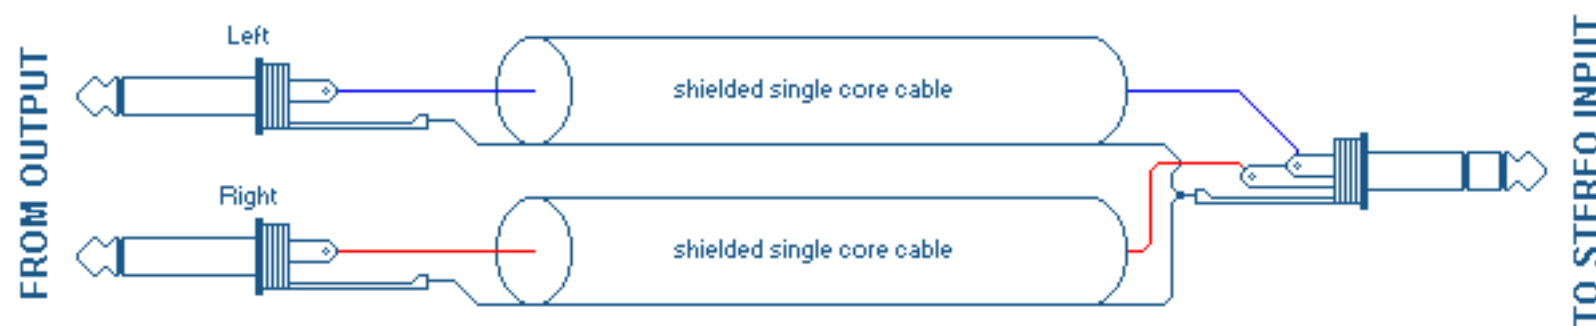 FROM OUTPUT
Left
shielded single core cable
Right
shielded single core cable
TO STEREO INPUT